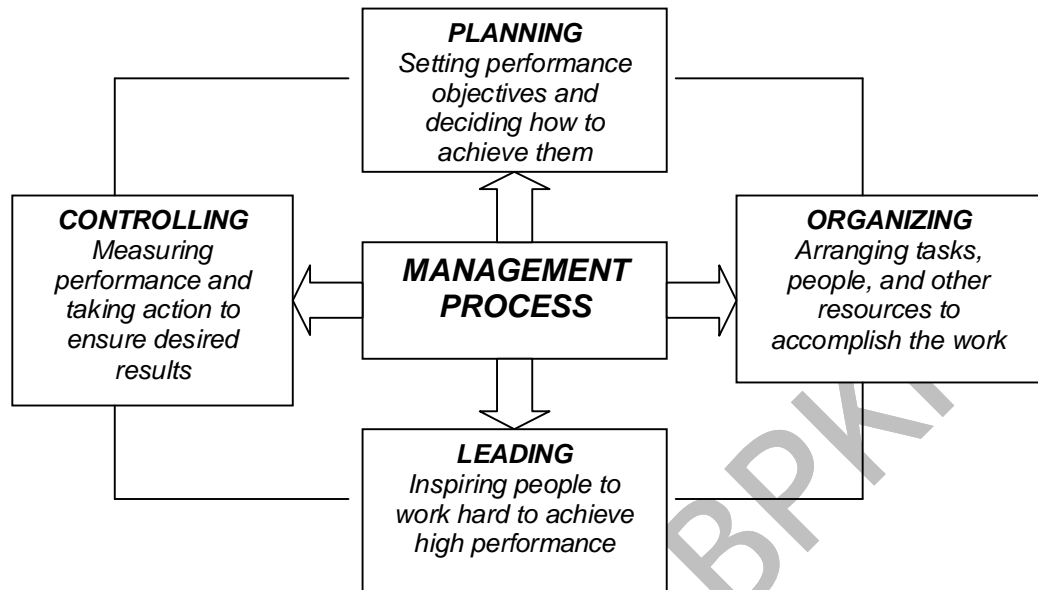 PLANNING
Setting performance
objectives and
deciding how to
achieve them
CONTROLLING
Measuring
performance and
taking action to
ensure desired
results
MANAGEMENT
PROCESS
ORGANIZING
Arranging tasks,
people, and other
resources to
accomplish the work
LEADING
Inspiring people to
work hard to achieve
high performance